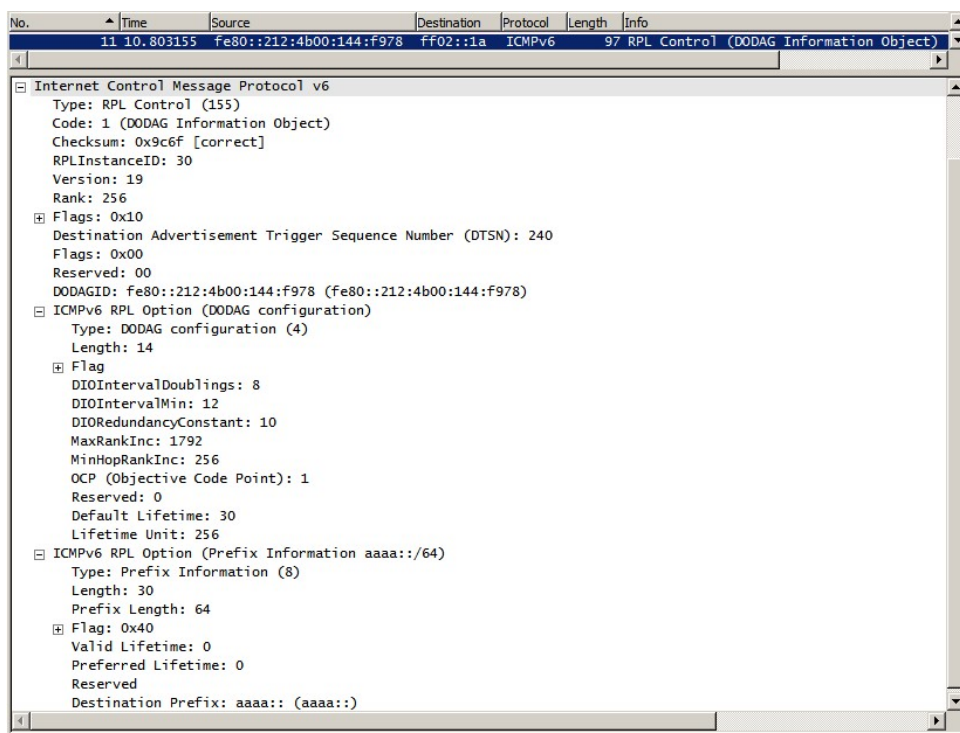 No. Time Source Destination Protocol Length Info
11 10.803155 fe80::212:4b00:144:f978 ff02::1a ICMPv6 97 RPL Control (DODAG Information Object)
Internet Control Message Protocol v6
Type: RPL Control (155)
Code: 1 (DODAG Information Object)
Checksum: 0x9c6f [correct]
RPLInstanceID: 30
Version: 19
Rank: 256
Flags: 0x10
Destination Advertisement Trigger Sequence Number (DTSN): 240
Flags: 0x00
Reserved: 00
DODAGID: fe80::212:4b00:144:f978 (fe80::212:4b00:144:f978)
ICMPv6 RPL Option (DODAG configuration)
Type: DODAG configuration (4)
Length: 14
Flag
DIOIntervalDoublings: 8
DIOIntervalMin: 12
DIORedundancyConstant: 10
MaxRankInc: 1792
MinHopRankInc: 256
OCP (Objective Code Point): 1
Reserved: 0
Default Lifetime: 30
Lifetime Unit: 256
ICMPv6 RPL Option (Prefix Information aaaa::/64)
Type: Prefix Information (8)
Length: 30
Prefix Length: 64
Flag: 0x40
Valid Lifetime: 0
Preferred Lifetime: 0
Reserved
Destination Prefix: aaaa:: (aaaa::)